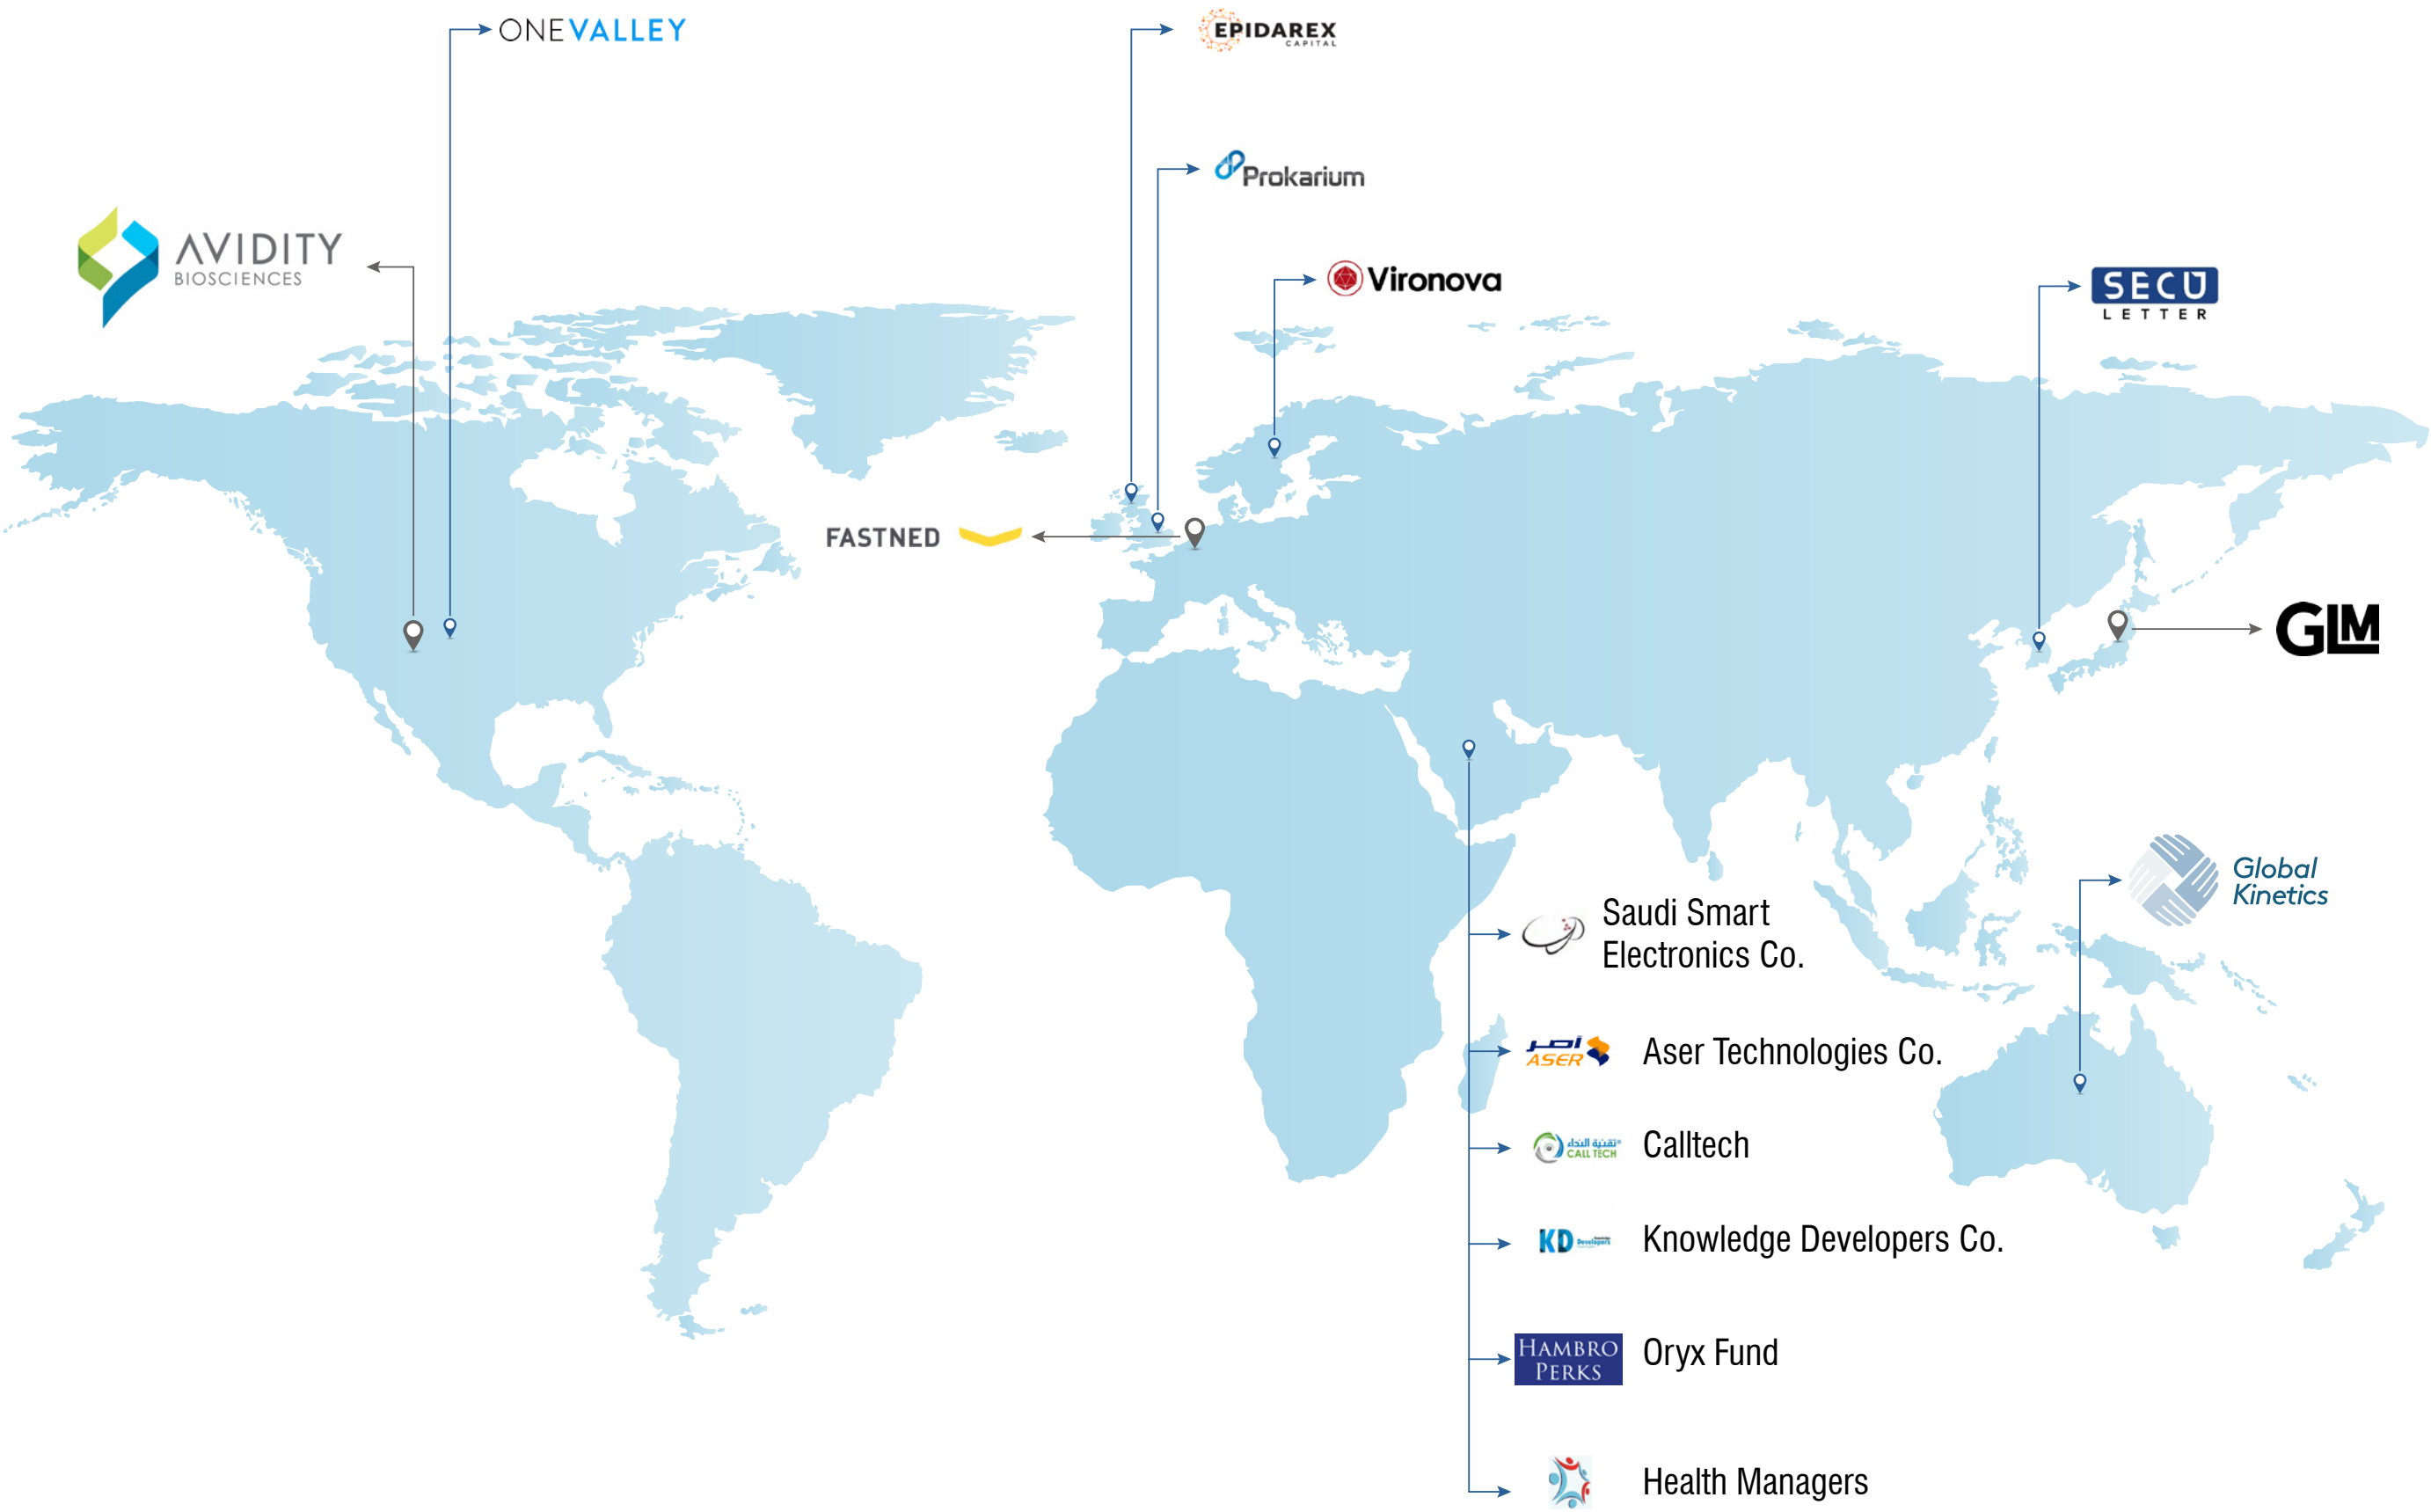 ONEVALLEY
EPIDAREX
CAPITAL
Prokarium
AVIDITY
BIOSCIENCES
Vironova
SECU
LETTER
FASTNED
GLM
Global
Kinetics
Saudi Smart
Electronics Co.
أصر
ASER
Aser Technologies Co.
تقنية النداء
CALL TECH
Calltech
KD
Developers
Knowledge Developers Co.
HAMBRO
PERKS
Oryx Fund
Health Managers